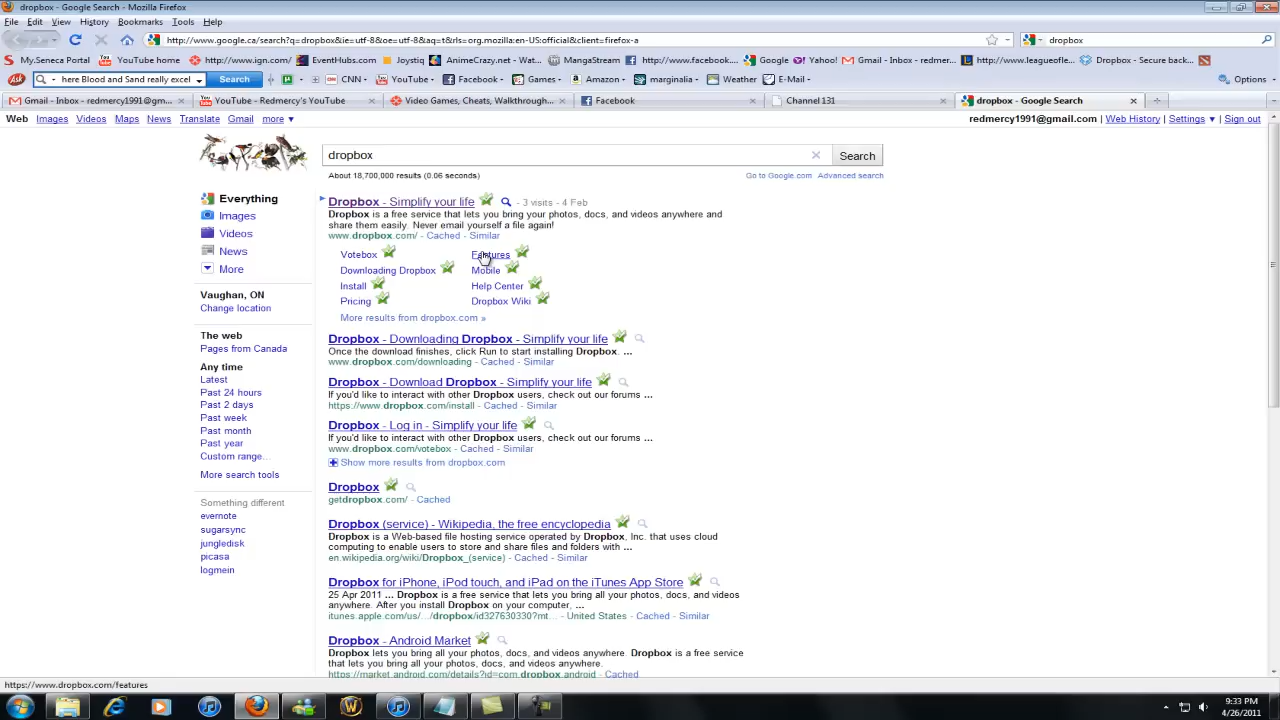 dropbox - Google Search - Mozilla Firefox
File Edit View History Bookmarks Tools Help
http://www.google.ca/search?q=dropbox&ie=utf-8&oe=utf-8&aq=t&rls=org.mozilla:en-US:official&client=firefox-a dropbox
My.Seneca Portal YouTube home http://www.ign.com/ EventHubs.com Joystiq AnimeCrazy.net - Wat... MangaStream http://www.facebook.... Google Yahoo! Gmail - Inbox - redmerc... http://www.leagueofle... Dropbox - Secure back...
Ask here Blood and Sand really excel Search CNN YouTube Facebook Games Amazon marginalia Weather E-Mail Options
Gmail - Inbox - redmercy1991@gm... YouTube - Redmercy's YouTube Video Games, Cheats, Walkthrough... Facebook Channel 131 dropbox - Google Search
Web Images Videos Maps News Translate Gmail more redmercy1991@gmail.com | Web History | Settings | Sign out
dropbox Search
About 18,700,000 results (0.06 seconds) Go to Google.com Advanced search
Everything
Images
Videos
News
More
Vaughan, ON
Change location
The web
Pages from Canada
Any time
Latest
Past 24 hours
Past 2 days
Past week
Past month
Past year
Custom range...
More search tools
Something different
evernote
sugarsync
jungledisk
picasa
logmein
Dropbox - Simplify your life - 3 visits - 4 Feb
Dropbox is a free service that lets you bring your photos, docs, and videos anywhere and
share them easily. Never email yourself a file again!
www.dropbox.com/ - Cached - Similar
Votebox Features
Downloading Dropbox Mobile
Install Help Center
Pricing Dropbox Wiki
More results from dropbox.com »
Dropbox - Downloading Dropbox - Simplify your life
Once the download finishes, click Run to start installing Dropbox. ...
www.dropbox.com/downloading - Cached - Similar
Dropbox - Download Dropbox - Simplify your life
If you'd like to interact with other Dropbox users, check out our forums ...
https://www.dropbox.com/install - Cached - Similar
Dropbox - Log in - Simplify your life
If you'd like to interact with other Dropbox users, check out our forums ...
www.dropbox.com/votebox - Cached - Similar
Show more results from dropbox.com
Dropbox
getdropbox.com/ - Cached
Dropbox (service) - Wikipedia, the free encyclopedia
Dropbox is a Web-based file hosting service operated by Dropbox, Inc. that uses cloud
computing to enable users to store and share files and folders with ...
en.wikipedia.org/wiki/Dropbox_(service) - Cached - Similar
Dropbox for iPhone, iPod touch, and iPad on the iTunes App Store
25 Apr 2011 ... Dropbox is a free service that lets you bring all your photos, docs, and videos
anywhere. After you install Dropbox on your computer, ...
itunes.apple.com/us/.../dropbox/id327630330?mt... - United States - Cached - Similar
Dropbox - Android Market
Dropbox lets you bring all your photos, docs, and videos anywhere. Dropbox is a free service
that lets you bring all your photos, docs, and videos anywhere.
https://market.android.com/details?id=com.dropbox.android - Cached
https://www.dropbox.com/features
9:33 PM
4/26/2011